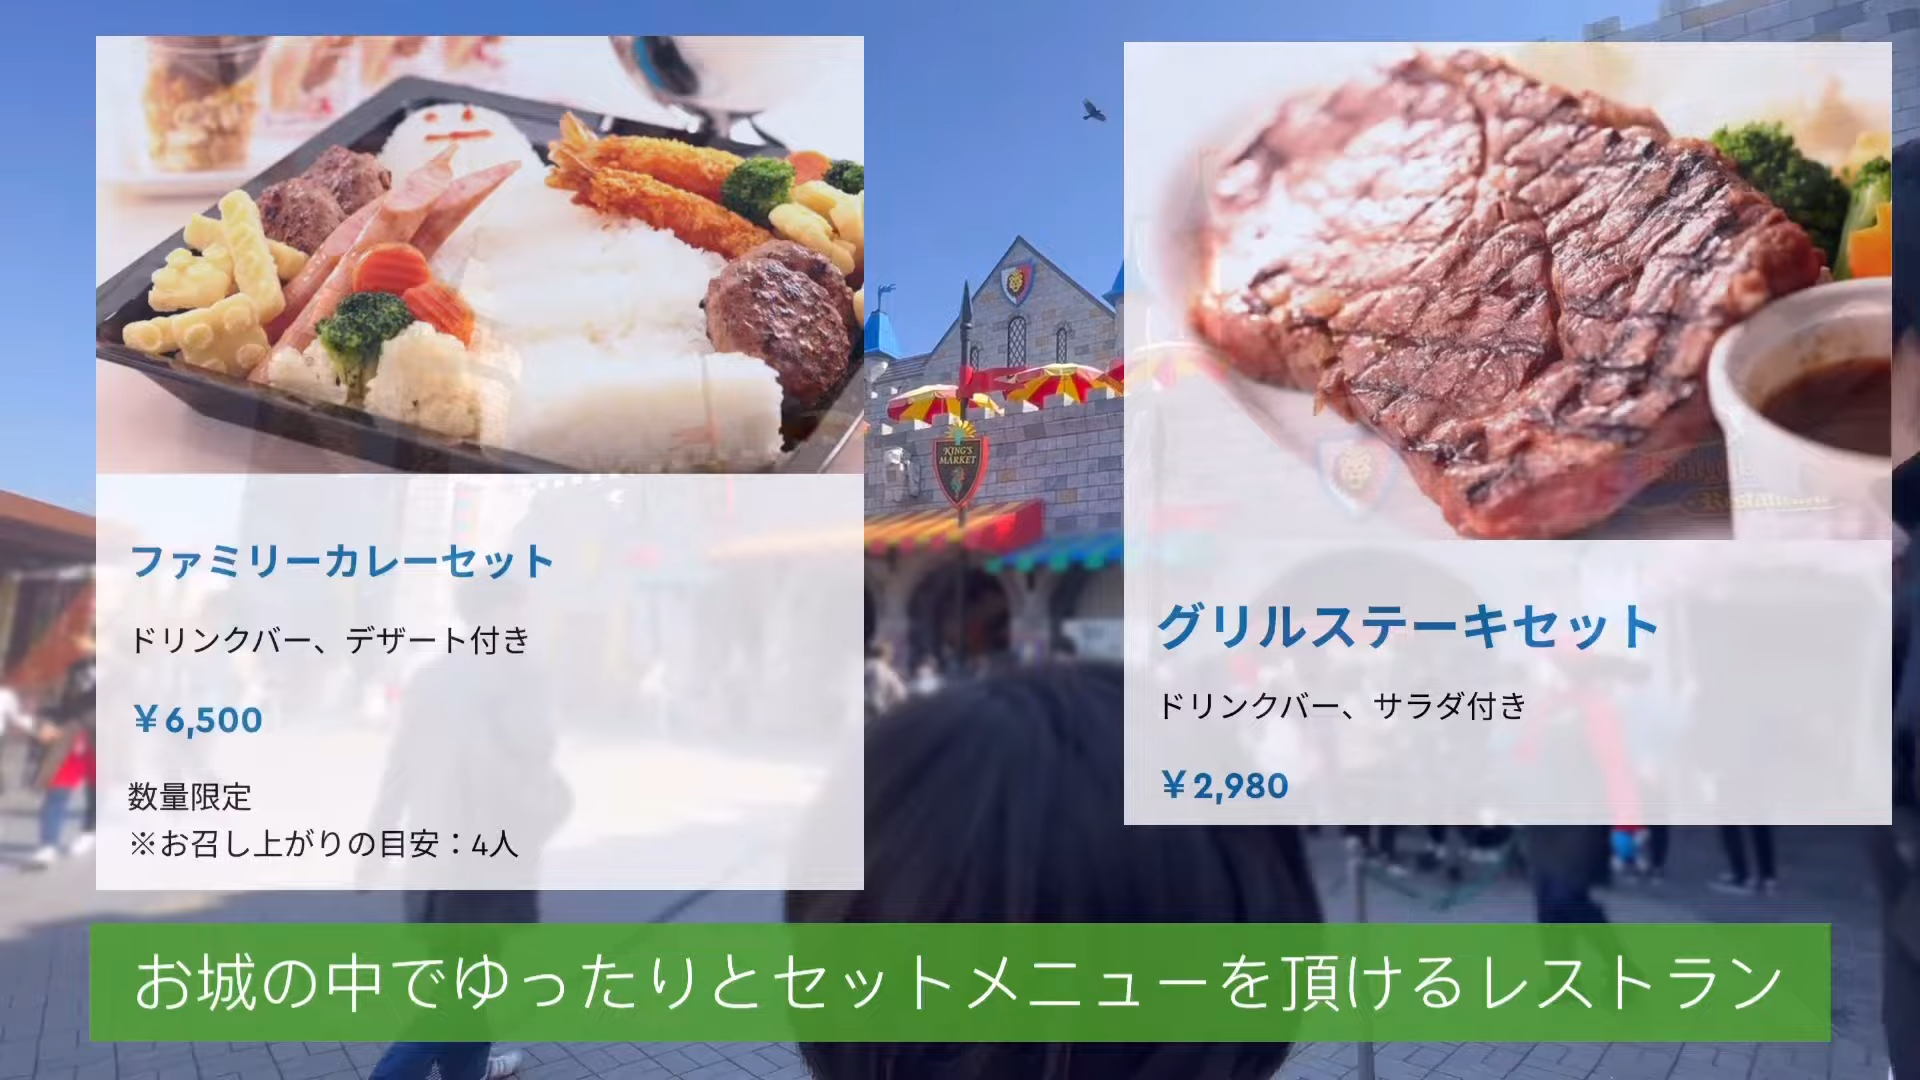 ファミリーカレーセット
ドリンクバー、デザート付き
￥6,500
数量限定
※お召し上がりの目安：4人
KING'S
MARKET
Restaurant
グリルステーキセット
ドリンクバー、サラダ付き
￥2,980
お城の中でゆったりとセットメニューを頂けるレストラン